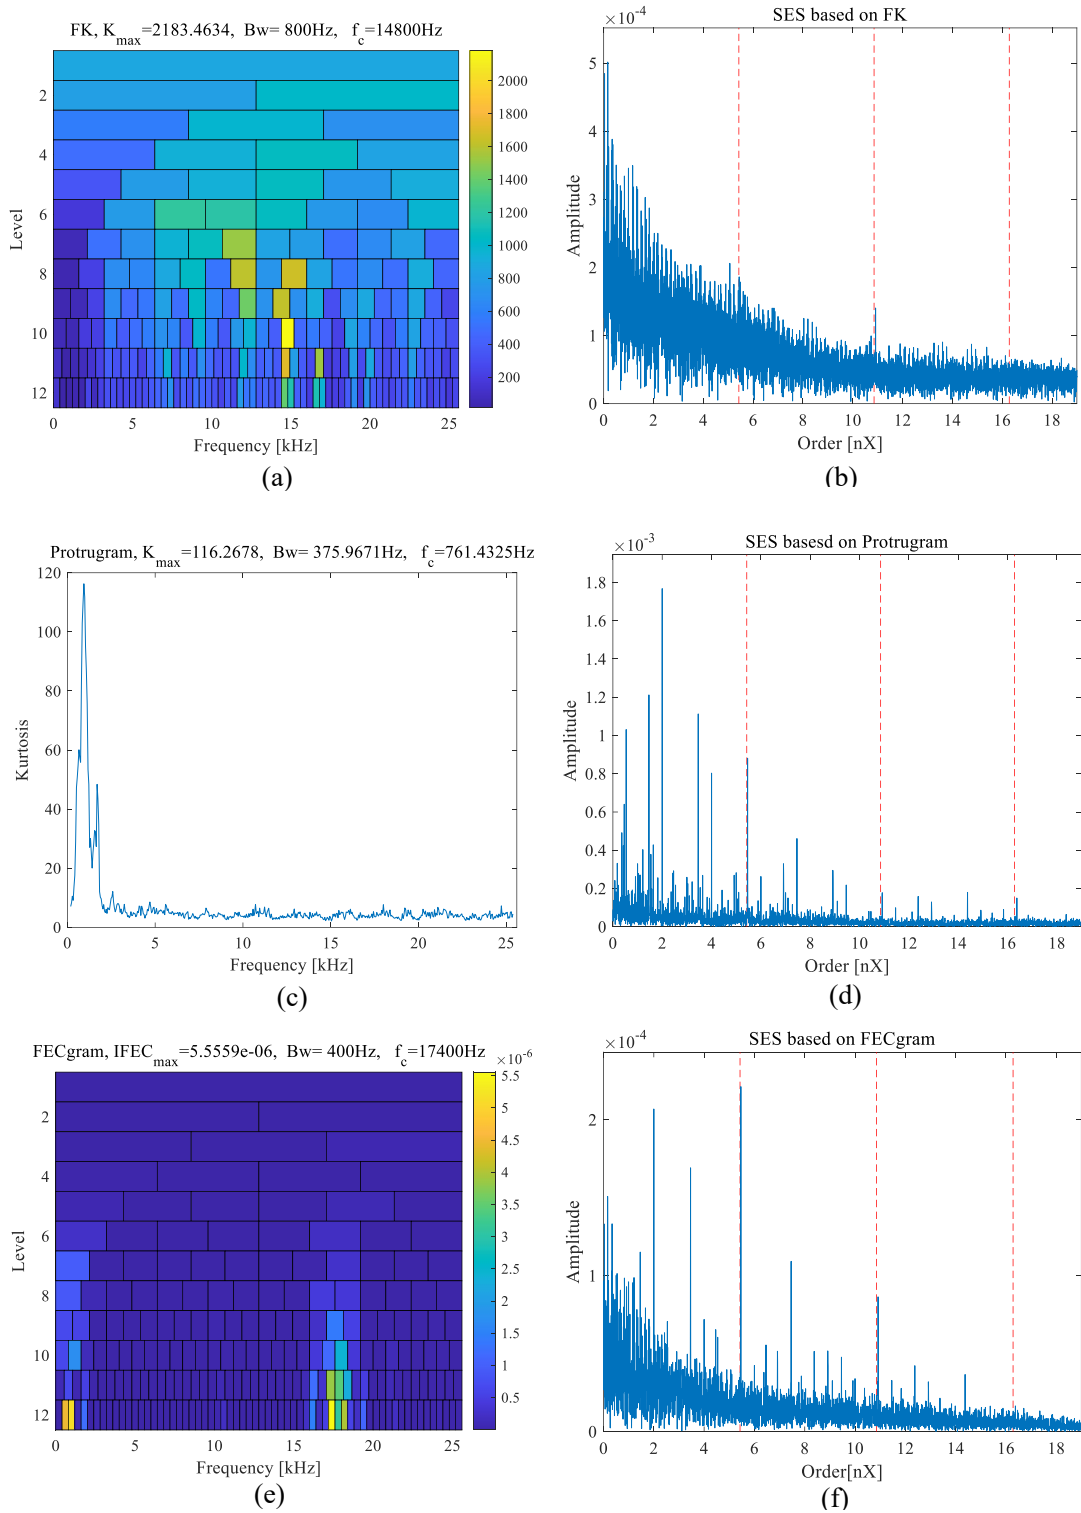 FK, Kmax=2183.4634, Bw= 800Hz, fc=14800Hz
2
4
6
8
10
12
Level
0 5 10 15 20 25
Frequency [kHz]
2000
1800
1600
1400
1200
1000
800
600
400
200
(a)
SES based on FK
×10-4
5
4
3
2
1
0
Amplitude
0 2 4 6 8 10 12 14 16 18
Order [nX]
(b)
Protrugram, Kmax=116.2678, Bw= 375.9671Hz, fc=761.4325Hz
120
100
80
60
40
20
0
Kurtosis
0 5 10 15 20 25
Frequency [kHz]
(c)
SES basesd on Protrugram
×10-3
1.8
1.6
1.4
1.2
1
0.8
0.6
0.4
0.2
0
Amplitude
0 2 4 6 8 10 12 14 16 18
Order [nX]
(d)
FECgram, IFECmax=5.5559e-06, Bw= 400Hz, fc=17400Hz
2
4
6
8
10
12
Level
0 5 10 15 20 25
Frequency [kHz]
×10-6
5.5
5
4.5
4
3.5
3
2.5
2
1.5
1
0.5
(e)
SES based on FECgram
×10-4
2
1
0
Amplitude
0 2 4 6 8 10 12 14 16 18
Order[nX]
(f)